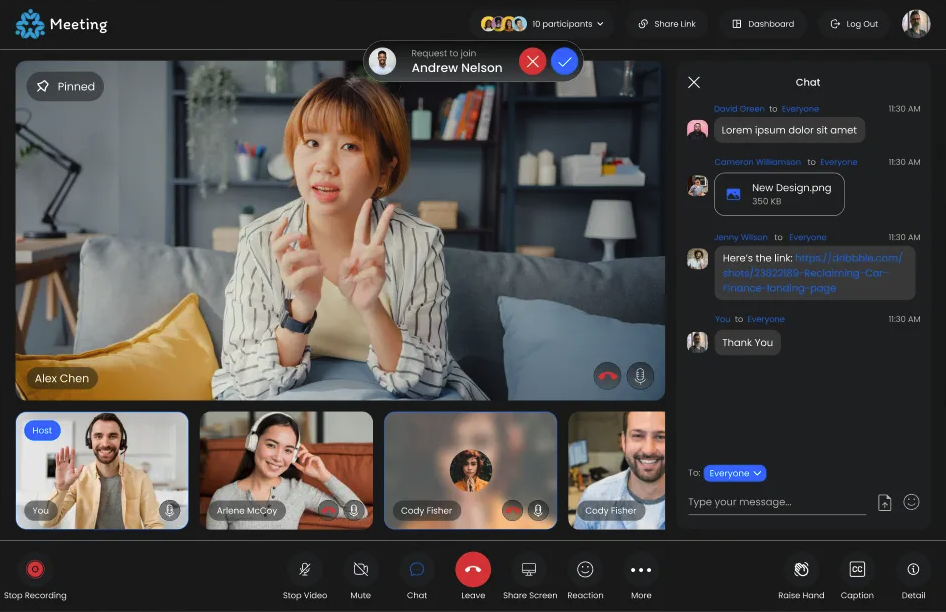 Meeting
10 participants
Share Link
Dashboard
Log Out
Request to join
Andrew Nelson
Pinned
Alex Chen
Host
You
Arlene McCoy
Cody Fisher
Cody Fisher
Chat
David Green to Everyone 11:30 AM
Lorem ipsum dolor sit amet
Cameron Williamson to Everyone 11:30 AM
New Design.png
350 KB
Jenny Wilson to Everyone 11:30 AM
Here's the link: https://dribbble.com/
shots/23822189-Reclaiming-Car-
Finance-landing-page
You to Everyone 11:30 AM
Thank You
To: Everyone
Type your message...
Stop Recording
Stop Video
Mute
Chat
Leave
Share Screen
Reaction
More
Raise Hand
CC
Caption
Detail